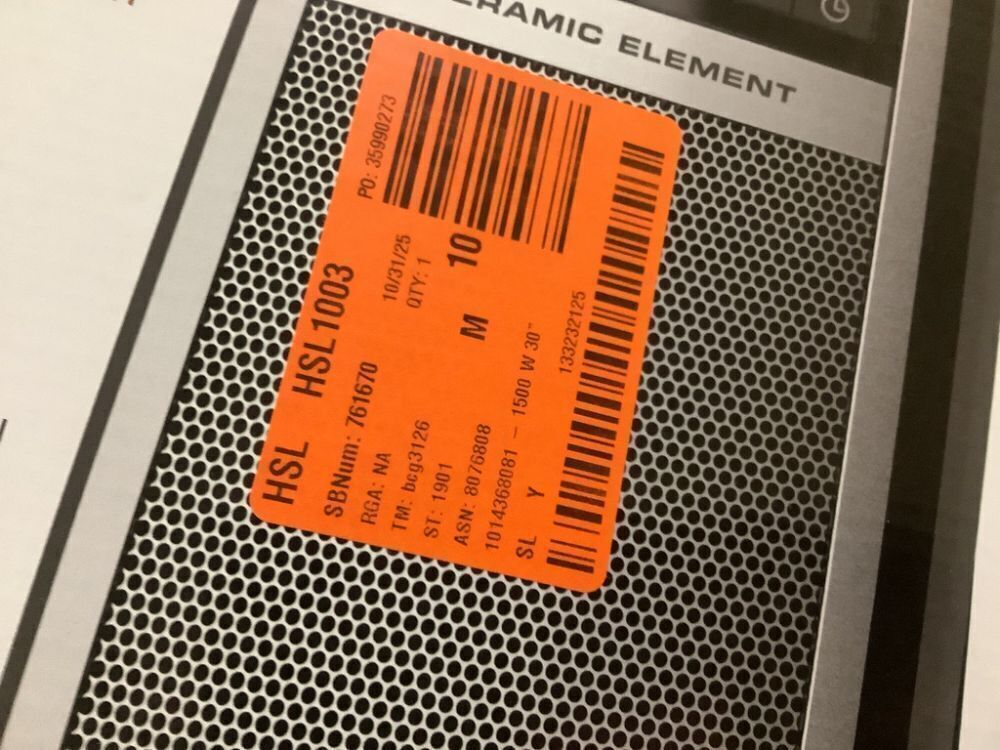 ERAMIC ELEMENT
HSL HSL1003
SBNum: 761670
PO: 35990273
RGA: NA
10/31/25
TM: bcg3126
QTY: 1
ST: 1901
M 10
ASN: 8076808
1014368081 - 1500 W 30"
SL Y
133232125